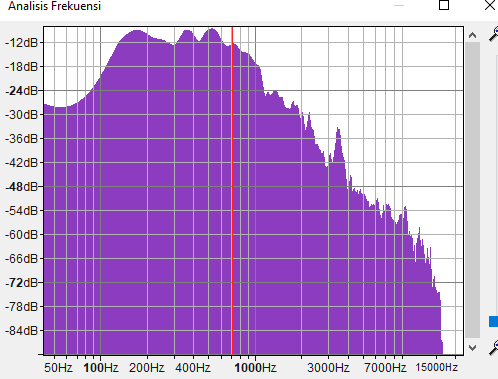 Analisis Frekuensi
-12dB
-18dB
-24dB
-30dB
-36dB
-42dB
-48dB
-54dB
-60dB
-66dB
-72dB
-78dB
-84dB
50Hz 100Hz 200Hz 400Hz 1000Hz 3000Hz 7000Hz 15000Hz